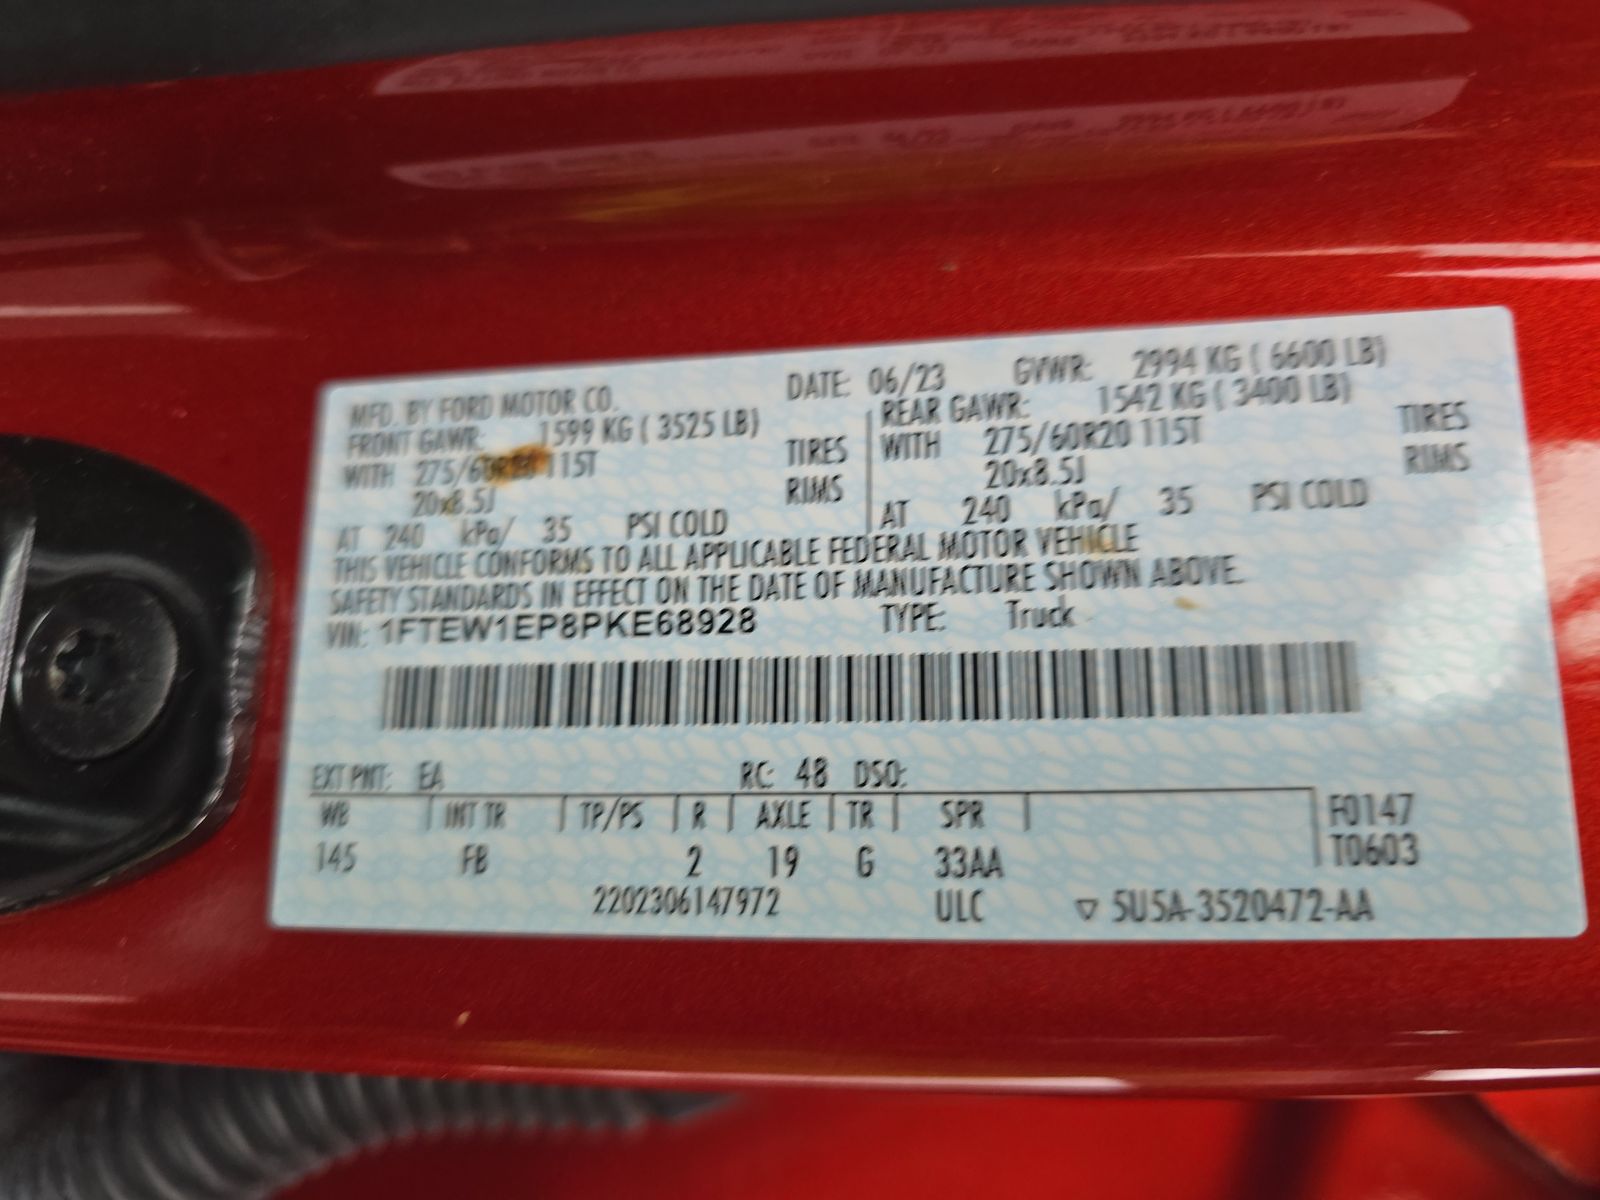 MFD. BY FORD MOTOR CO. DATE: 06/23 GVWR: 2994 KG ( 6600 LB)
FRONT GAWR: 1599 KG ( 3525 LB) REAR GAWR: 1542 KG ( 3400 LB)
WITH 275/60R20 115T TIRES WITH 275/60R20 115T TIRES
20x8.5J RIMS 20x8.5J RIMS
AT 240 kPa/ 35 PSI COLD AT 240 kPa/ 35 PSI COLD
THIS VEHICLE CONFORMS TO ALL APPLICABLE FEDERAL MOTOR VEHICLE
SAFETY STANDARDS IN EFFECT ON THE DATE OF MANUFACTURE SHOWN ABOVE.
VIN: 1FTEW1EP8PKE68928 TYPE: Truck
EXT PNT: EA RC: 48 DSO:
WB INT TR TP/PS R AXLE TR SPR F0147
145 FB 2 19 G 33AA T0603
2202306147972 ULC ▽ 5U5A-3520472-AA